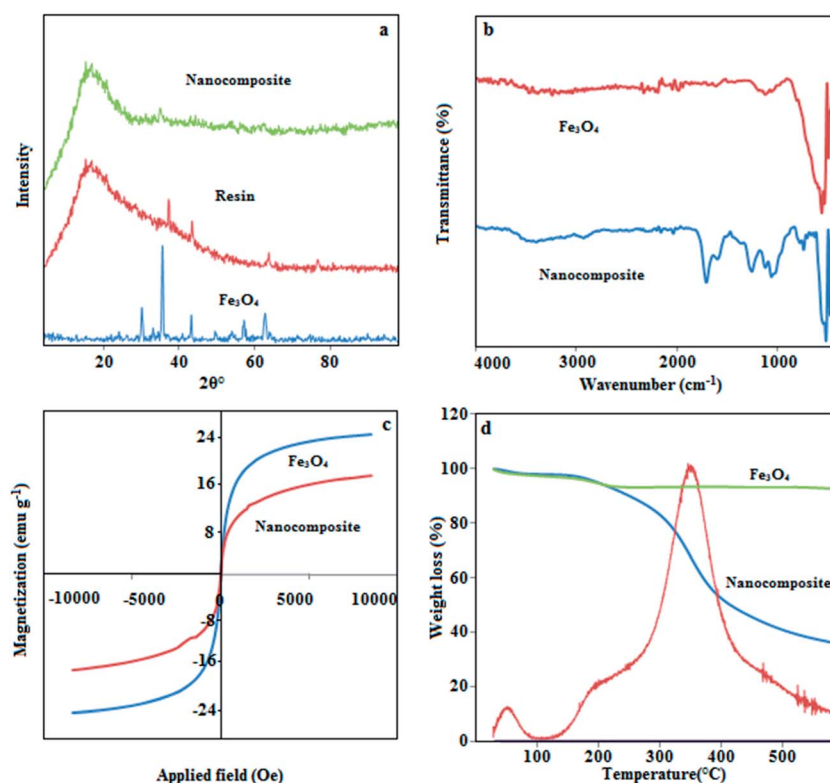 a
Nanocomposite
Resin
Fe₃O₄
Intensity
20 40 60 80
2θ°
b
Fe₃O₄
Nanocomposite
Transmittance (%)
4000 3000 2000 1000
Wavenumber (cm⁻¹)
c
24
16
8
Fe₃O₄
Nanocomposite
-10000 -5000 0 5000 10000
-8
-16
-24
Magnetization (emu g⁻¹)
Applied field (Oe)
d
120
100
80
60
40
20
0
Fe₃O₄
Nanocomposite
Weight loss (%)
100 200 300 400 500
Temperature(°C)